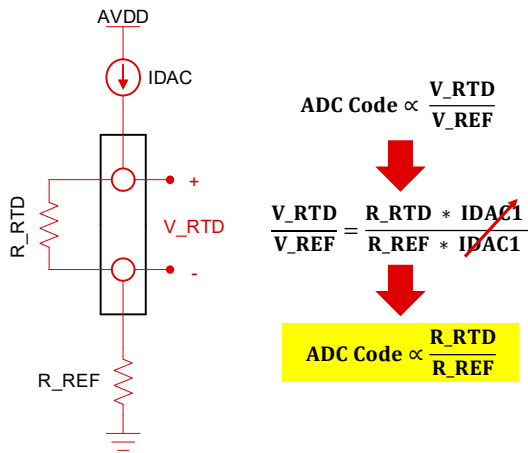 AVDD
IDAC
R_RTD
+
V_RTD
-
R_REF
ADC Code ∝ V_RTD / V_REF
V_RTD / V_REF = R_RTD * IDAC1 / R_REF * IDAC1
ADC Code ∝ R_RTD / R_REF